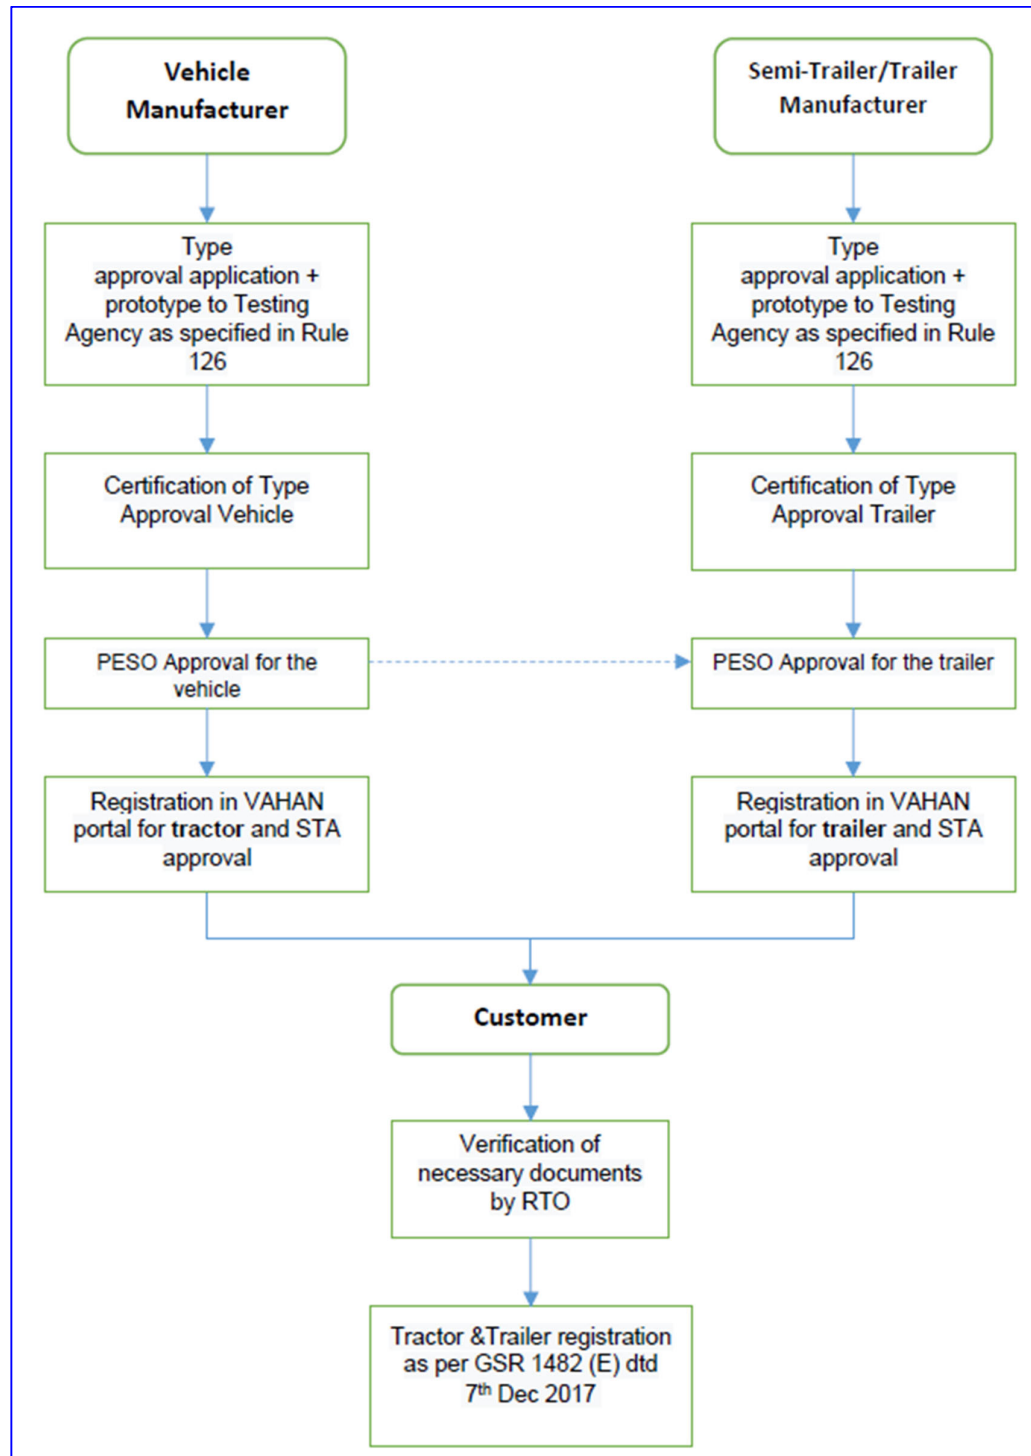 Vehicle
Manufacturer
Semi-Trailer/Trailer
Manufacturer
Type
approval application +
prototype to Testing
Agency as specified in Rule
126
Type
approval application +
prototype to Testing
Agency as specified in Rule
126
Certification of Type
Approval Vehicle
Certification of Type
Approval Trailer
PESO Approval for the
vehicle
PESO Approval for the trailer
Registration in VAHAN
portal for tractor and STA
approval
Registration in VAHAN
portal for trailer and STA
approval
Customer
Verification of
necessary documents
by RTO
Tractor &Trailer registration
as per GSR 1482 (E) dtd
7th Dec 2017